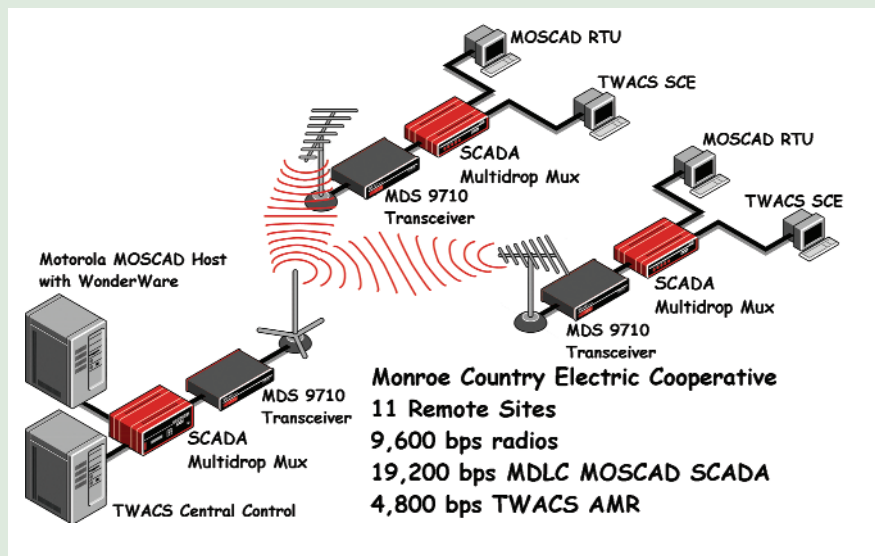 MOSCAD RTU
TWACS SCE
SCADA
Multidrop Mux
MDS 9710
Transceiver
MOSCAD RTU
TWACS SCE
SCADA
Multidrop Mux
MDS 9710
Transceiver
Motorola MOSCAD Host
with WonderWare
MDS 9710
Transceiver
SCADA
Multidrop Mux
TWACS Central Control
Monroe Country Electric Cooperative
11 Remote Sites
9,600 bps radios
19,200 bps MDLC MOSCAD SCADA
4,800 bps TWACS AMR